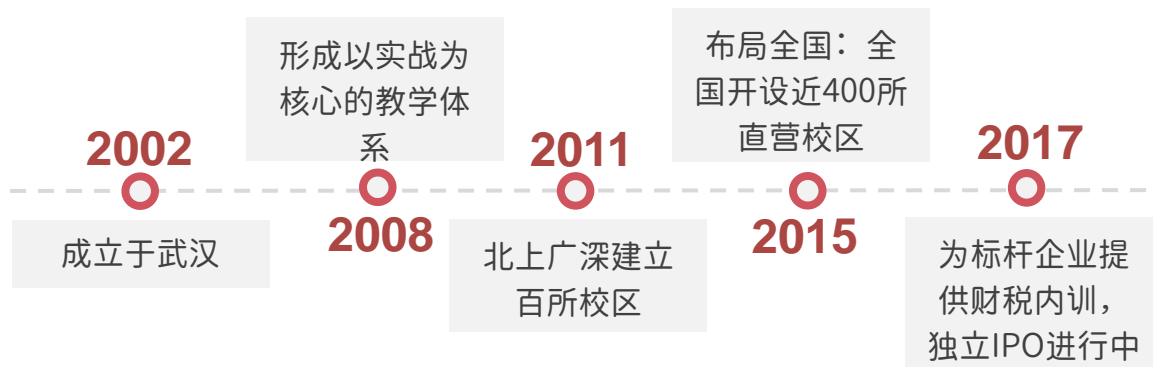 2002
成立于武汉
形成以实战为
核心的教学体
系
2008
2011
北上广深建立
百所校区
布局全国：全
国开设近400所
直营校区
2015
2017
为标杆企业提
供财税内训，
独立IPO进行中